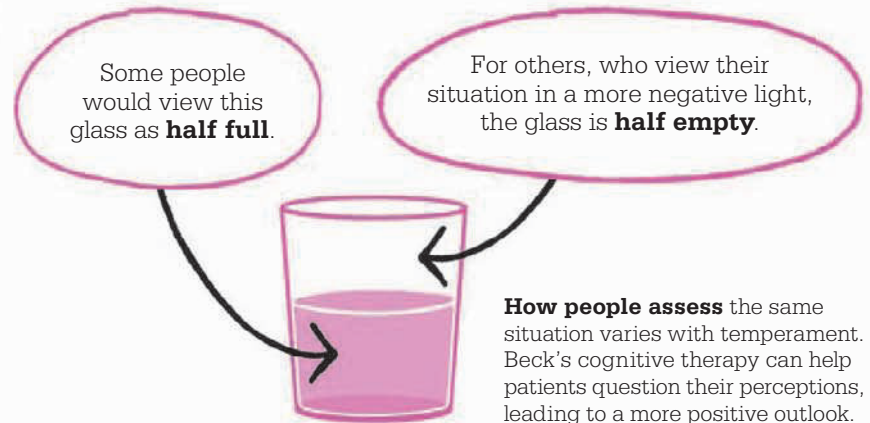 Some people
would view this
glass as half full.
For others, who view their
situation in a more negative light,
the glass is half empty.
How people assess the same
situation varies with temperament.
Beck's cognitive therapy can help
patients question their perceptions,
leading to a more positive outlook.